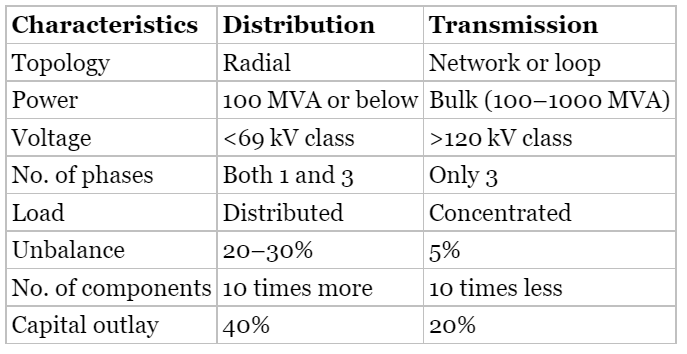 Characteristics Distribution Transmission
Topology Radial Network or loop
Power 100 MVA or below Bulk (100–1000 MVA)
Voltage <69 kV class >120 kV class
No. of phases Both 1 and 3 Only 3
Load Distributed Concentrated
Unbalance 20–30% 5%
No. of components 10 times more 10 times less
Capital outlay 40% 20%